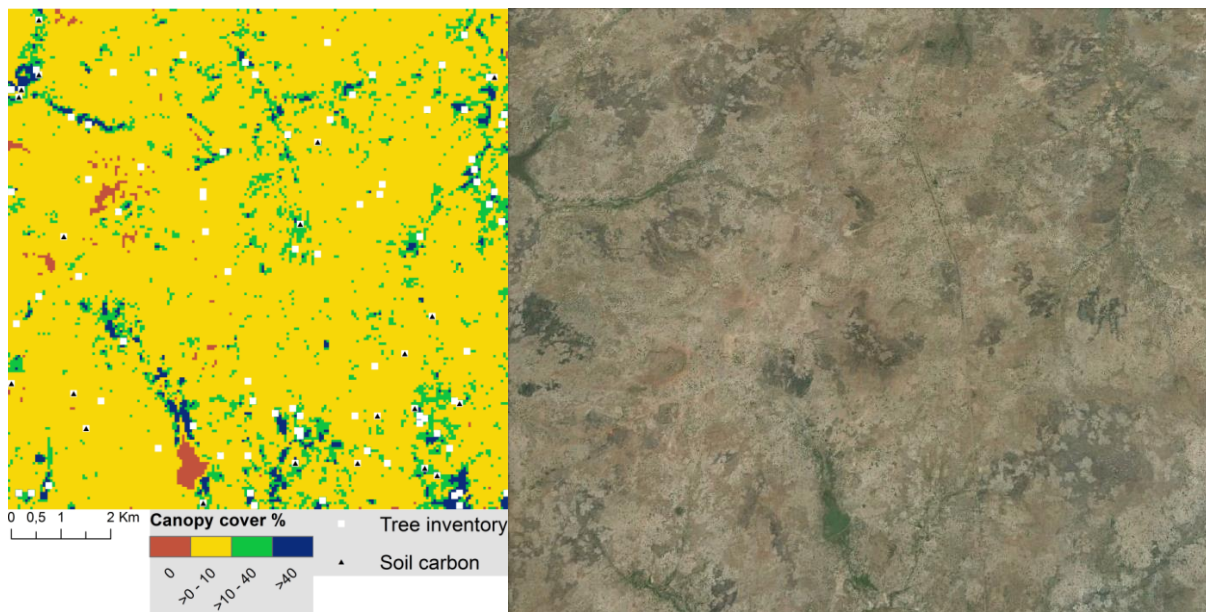 0 0,5 1 2 Km
Canopy cover %
0
>0 - 10
>10 - 40
>40
Tree inventory
Soil carbon